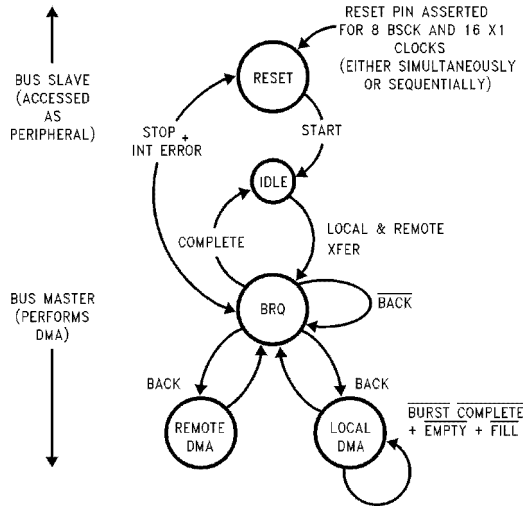 RESET PIN ASSERTED
FOR 8 BSCK AND 16 X1
CLOCKS
(EITHER SIMULTANEOUSLY
OR SEQUENTIALLY)
RESET
BUS SLAVE
(ACCESSED
AS
PERIPHERAL)
STOP +
INT ERROR
START
IDLE
COMPLETE
LOCAL & REMOTE
XFER
BUS MASTER
(PERFORMS
DMA)
BRQ
BACK
BACK
BACK
REMOTE
DMA
LOCAL
DMA
BURST COMPLETE
+ EMPTY + FILL